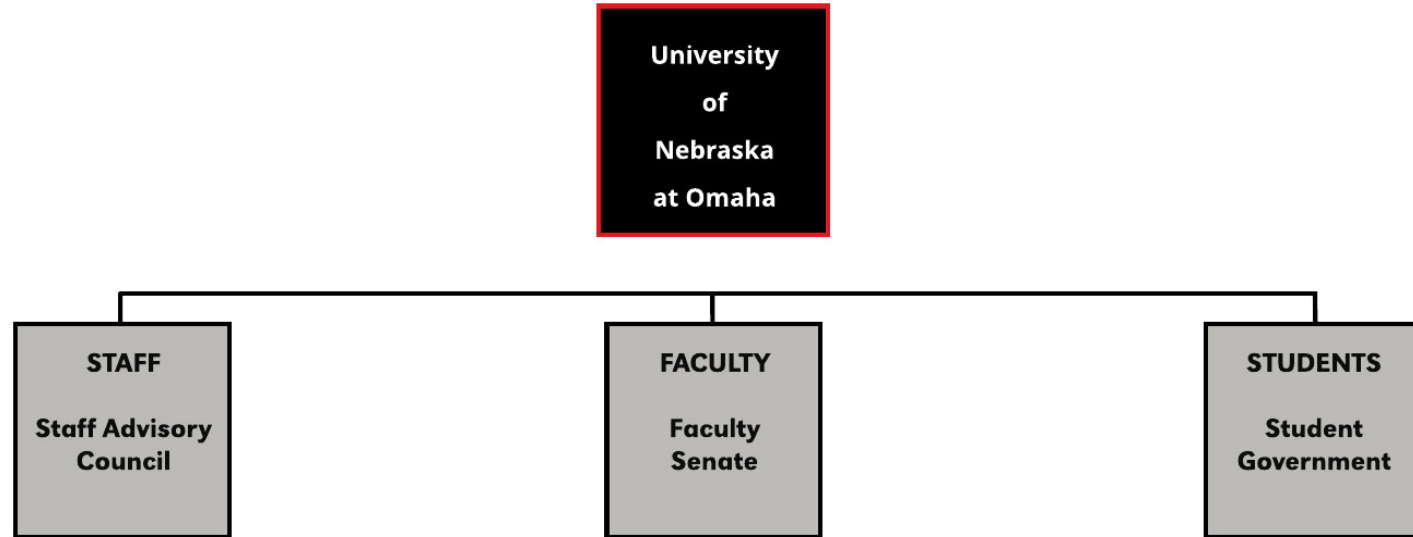 University
of
Nebraska
at Omaha
STAFF
Staff Advisory
Council
FACULTY
Faculty
Senate
STUDENTS
Student
Government